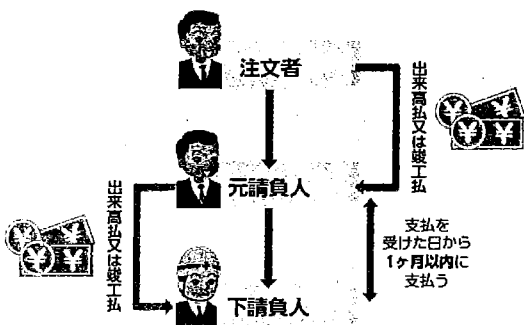 注文者
出来高払又は竣工払
¥
¥
¥
¥
元請負人
出来高払又は竣工払
¥
¥
¥
¥
支払を
受けた日から
1ヶ月以内に
支払う
下請負人